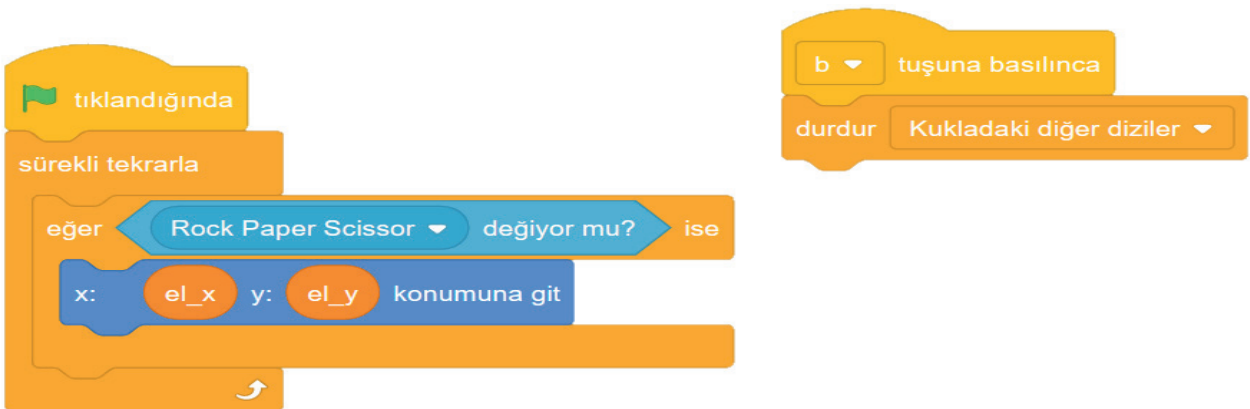 tıklandığında
sürekli tekrarla
eğer Rock Paper Scissor değiyor mu? ise
x: el_x y: el_y konumuna git
b tuşuna basılınca
durdur Kukladaki diğer diziler